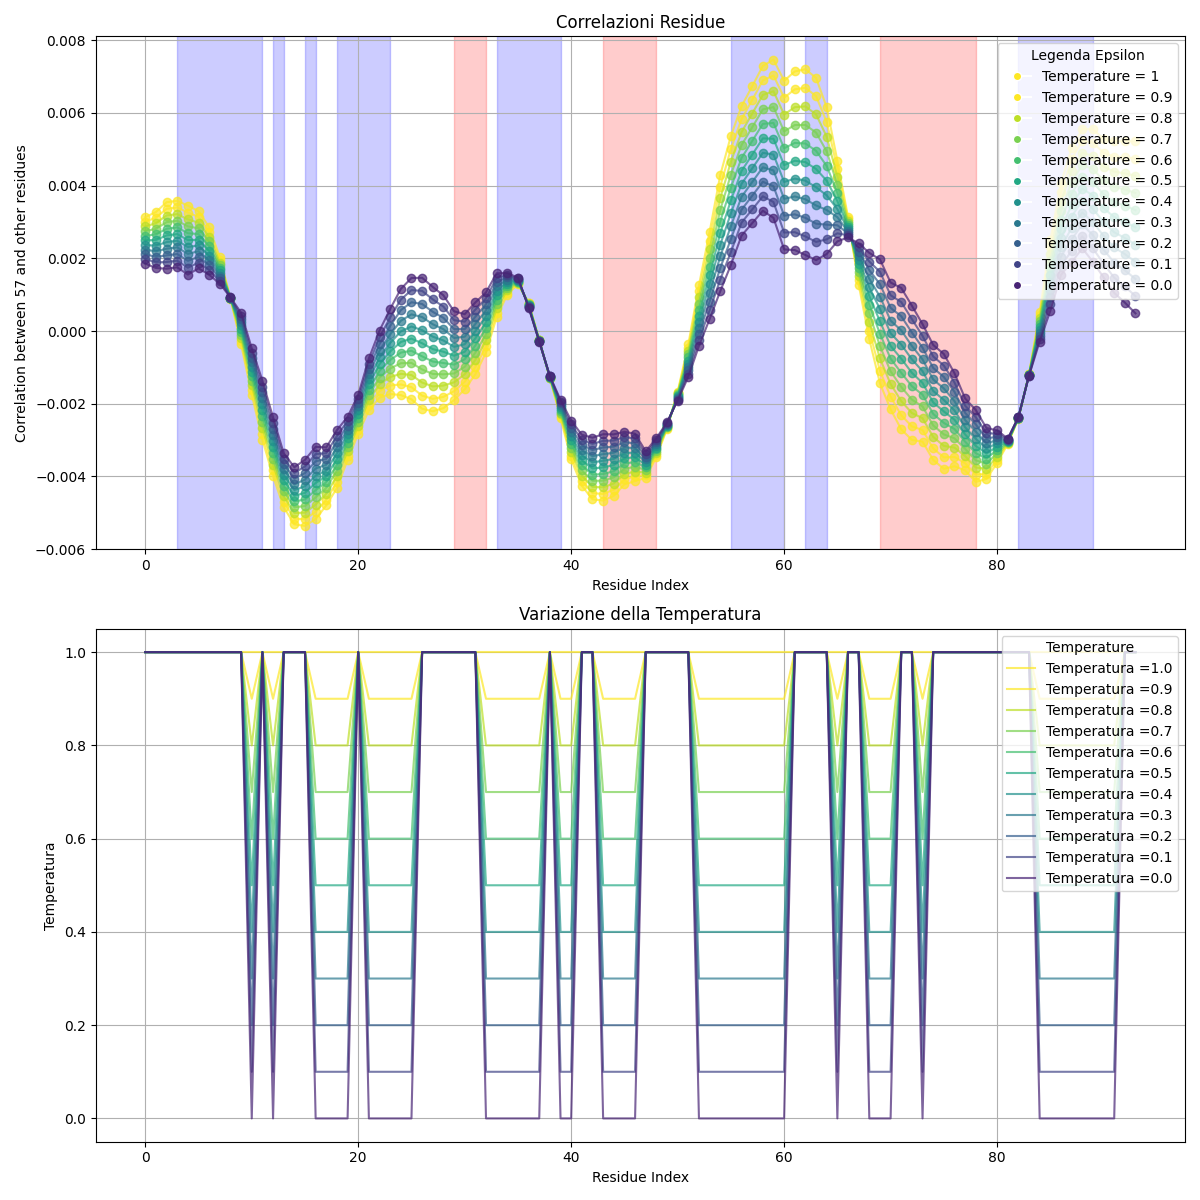 Correlazioni Residue
Correlation between 57 and other residues
0.008
0.006
0.004
0.002
0.000
−0.002
−0.004
−0.006
Legenda Epsilon
Temperature = 1
Temperature = 0.9
Temperature = 0.8
Temperature = 0.7
Temperature = 0.6
Temperature = 0.5
Temperature = 0.4
Temperature = 0.3
Temperature = 0.2
Temperature = 0.1
Temperature = 0.0
0 20 40 60 80
Residue Index
Variazione della Temperatura
Temperatura
1.0
0.8
0.6
0.4
0.2
0.0
Temperature
Temperatura =1.0
Temperatura =0.9
Temperatura =0.8
Temperatura =0.7
Temperatura =0.6
Temperatura =0.5
Temperatura =0.4
Temperatura =0.3
Temperatura =0.2
Temperatura =0.1
Temperatura =0.0
0 20 40 60 80
Residue Index